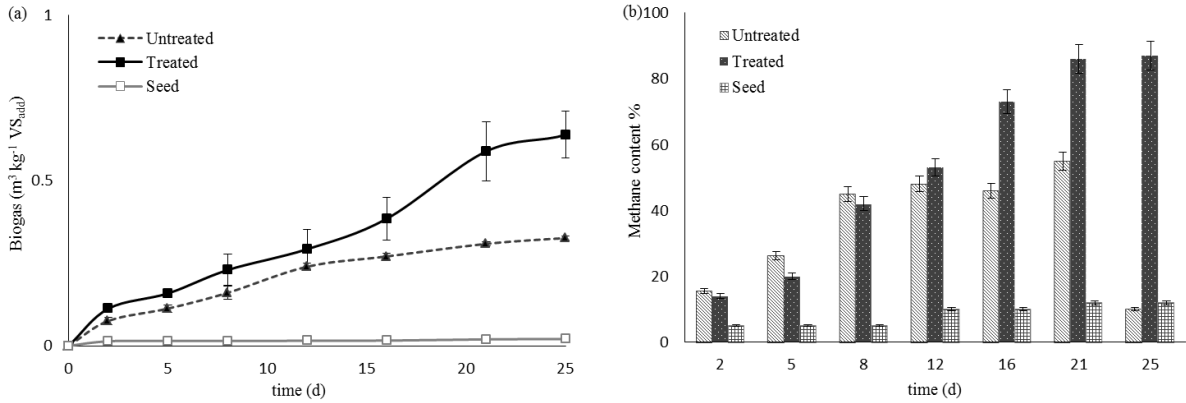 (a)
1
0.5
0
Biogas (m³ kg⁻¹ VSadd)
Untreated
Treated
Seed
0 5 10 15 20 25
time (d)
(b)
100
80
60
40
20
0
Methane content %
Untreated
Treated
Seed
2 5 8 12 16 21 25
time (d)